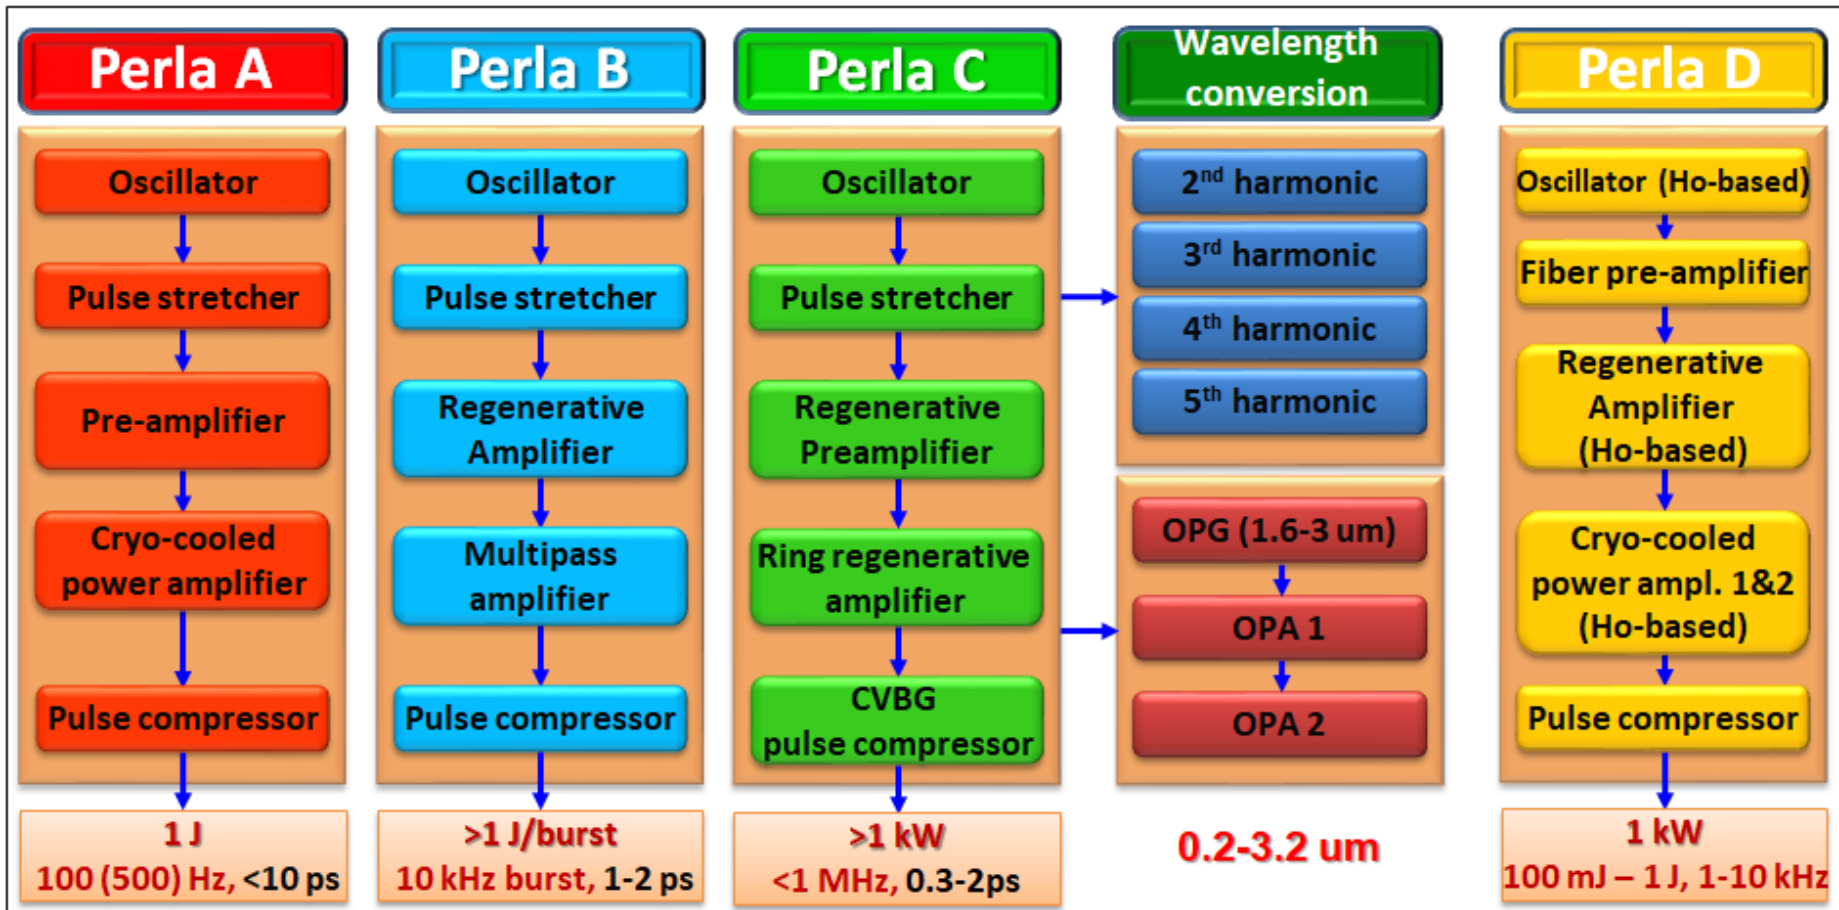 Perla A
Oscillator
Pulse stretcher
Pre-amplifier
Cryo-cooled
power amplifier
Pulse compressor
1 J
100 (500) Hz, <10 ps
Perla B
Oscillator
Pulse stretcher
Regenerative
Amplifier
Multipass
amplifier
Pulse compressor
>1 J/burst
10 kHz burst, 1-2 ps
Perla C
Oscillator
Pulse stretcher
Regenerative
Preamplifier
Ring regenerative
amplifier
CVBG
pulse compressor
>1 kW
<1 MHz, 0.3-2ps
Wavelength
conversion
2nd harmonic
3rd harmonic
4th harmonic
5th harmonic
OPG (1.6-3 um)
OPA 1
OPA 2
0.2-3.2 um
Perla D
Oscillator (Ho-based)
Fiber pre-amplifier
Regenerative
Amplifier
(Ho-based)
Cryo-cooled
power ampl. 1&2
(Ho-based)
Pulse compressor
1 kW
100 mJ – 1 J, 1-10 kHz